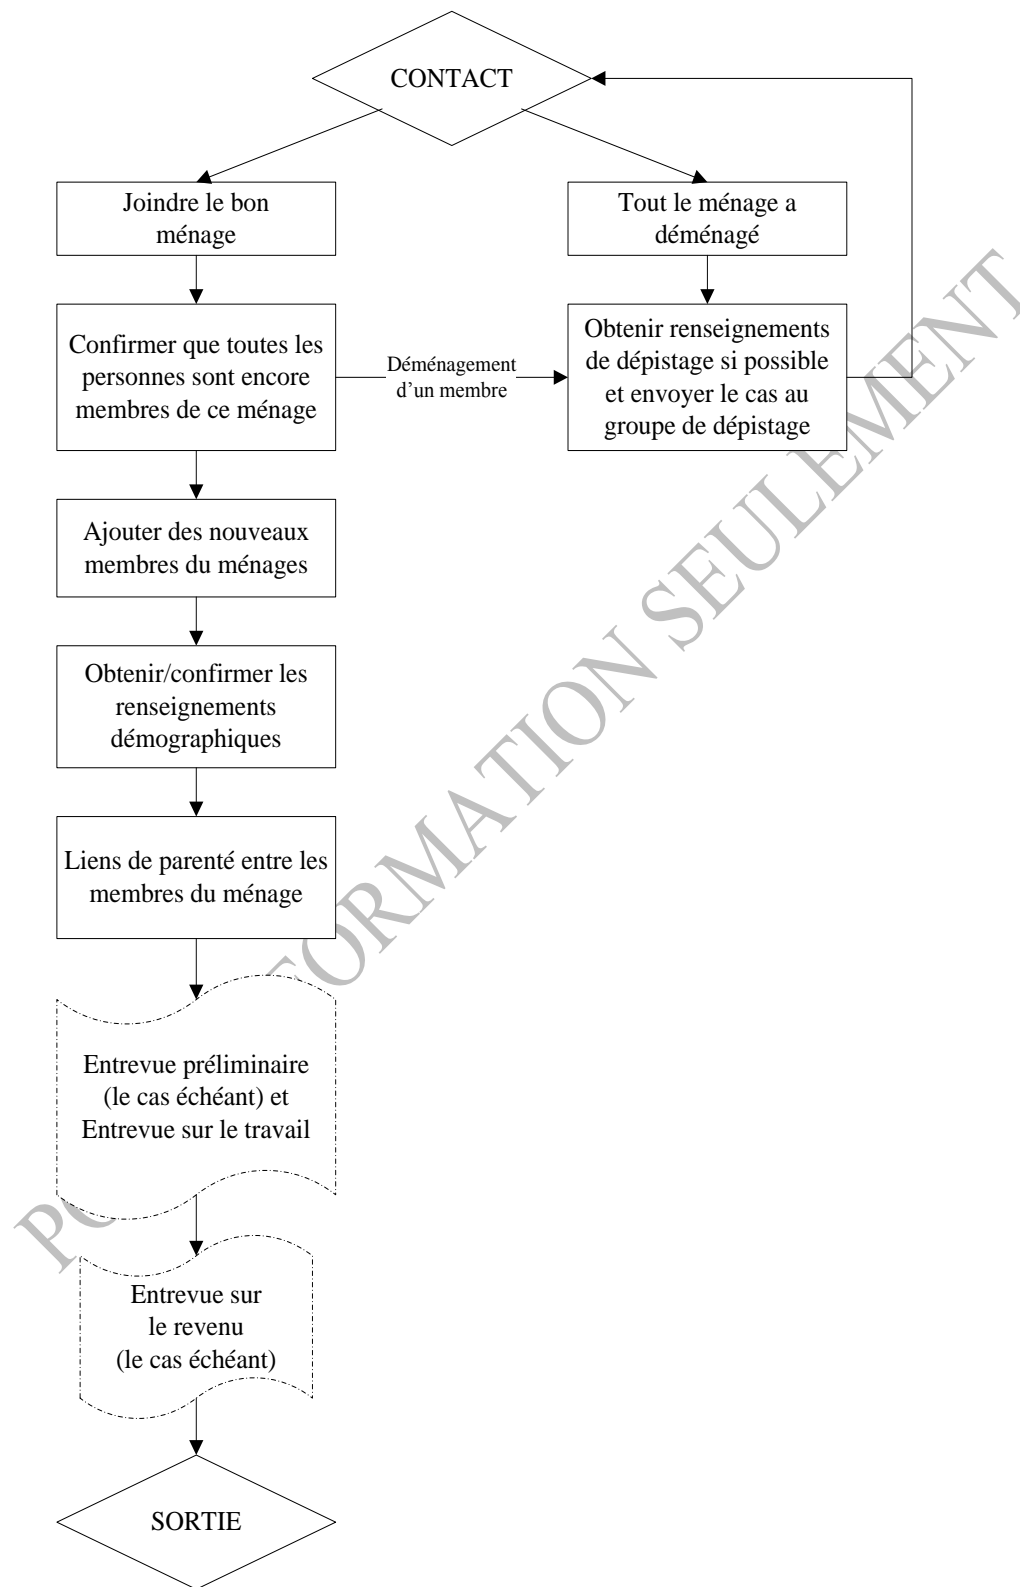 CONTACT
Joindre le bon
ménage
Tout le ménage a
déménagé
Confirmer que toutes les
personnes sont encore
membres de ce ménage
Déménagement
d'un membre
Obtenir renseignements
de dépistage si possible
et envoyer le cas au
groupe de dépistage
Ajouter des nouveaux
membres du ménages
Obtenir/confirmer les
renseignements
démographiques
Liens de parenté entre les
membres du ménage
Entrevue préliminaire
(le cas échéant) et
Entrevue sur le travail
Entrevue sur
le revenu
(le cas échéant)
SORTIE
SEULEMENT